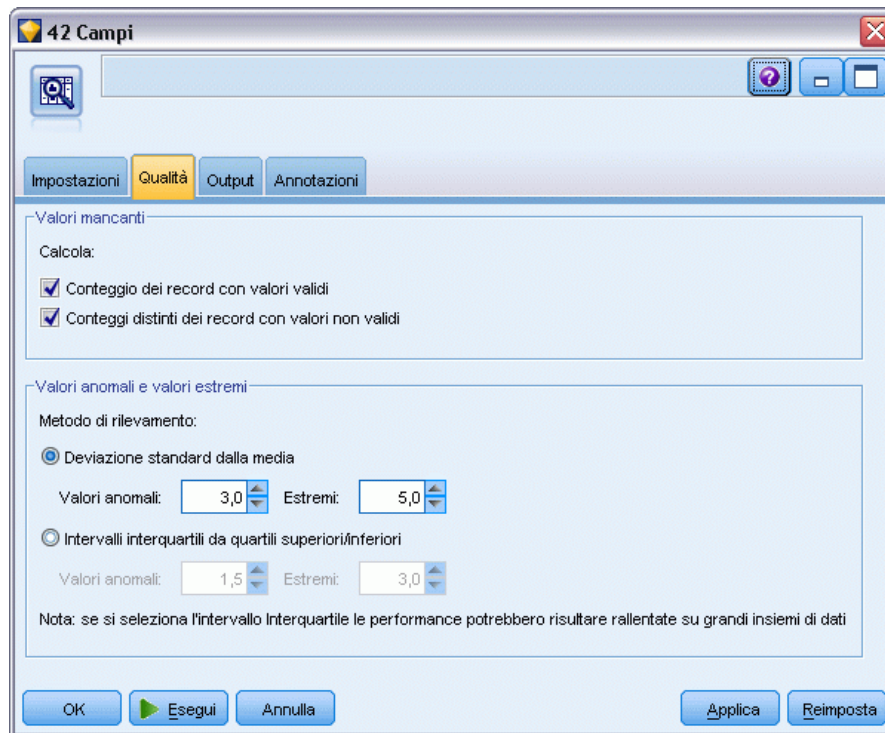 42 Campi
Impostazioni Qualità Output Annotazioni
Valori mancanti
Calcola:
Conteggio dei record con valori validi
Conteggi distinti dei record con valori non validi
Valori anomali e valori estremi
Metodo di rilevamento:
Deviazione standard dalla media
Valori anomali: 3,0 Estremi: 5,0
Intervalli interquartili da quartili superiori/inferiori
Valori anomali: 1,5 Estremi: 3,0
Nota: se si seleziona l'intervallo Interquartile le performance potrebbero risultare rallentate su grandi insiemi di dati
OK Esegui Annulla Applica Reimposta